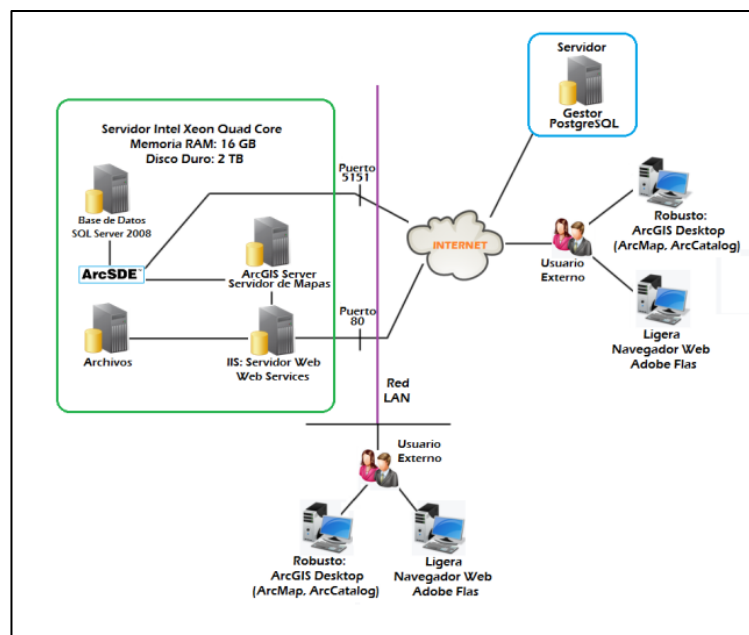 Servidor
Gestor
PostgreSQL
Servidor Intel Xeon Quad Core
Memoria RAM: 16 GB
Disco Duro: 2 TB
Puerto
5151
Base de Datos
SQL Server 2008
ArcSDE™
ArcGIS Server
Servidor de Mapas
INTERNET
Usuario
Externo
Robusto:
ArcGIS Desktop
(ArcMap, ArcCatalog)
Puerto
80
Archivos
IIS: Servidor Web
Web Services
Ligera
Navegador Web
Adobe Flas
Red
LAN
Usuario
Externo
Robusto:
ArcGIS Desktop
(ArcMap, ArcCatalog)
Ligera
Navegador Web
Adobe Flas